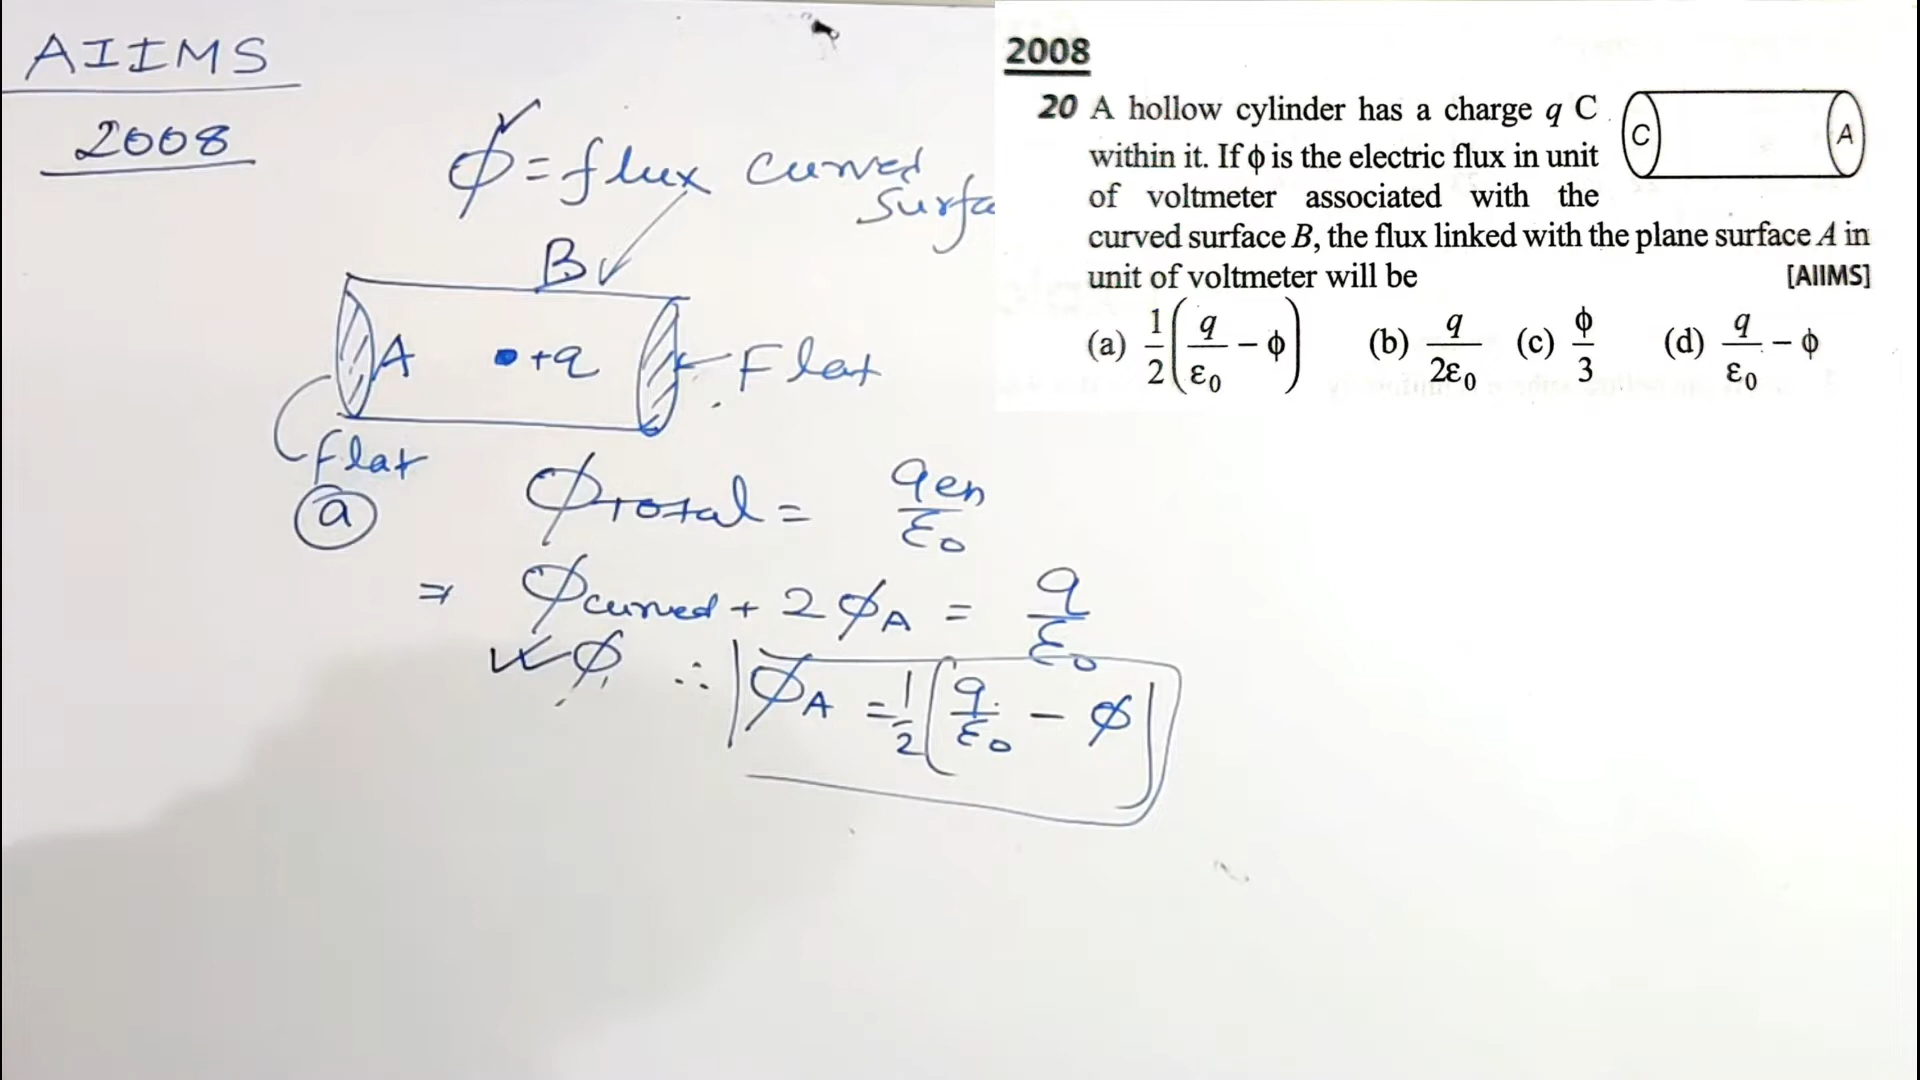 AIIMS
2008
ϕ = flux curved
surfa
B
A
+q
Flat
Flat
(a)
ϕTotal = qen/ε0
⇒ ϕcurved + 2ϕA = q/ε0
ϕ ∴ ϕA = 1/2 (q/ε0 − ϕ)
2008
20 A hollow cylinder has a charge q C
within it. If ϕ is the electric flux in unit
of voltmeter associated with the
curved surface B, the flux linked with the plane surface A in
unit of voltmeter will be [AIIMS]
(a) 1/2 (q/ε0 − ϕ) (b) q/2ε0 (c) ϕ/3 (d) q/ε0 − ϕ
C A